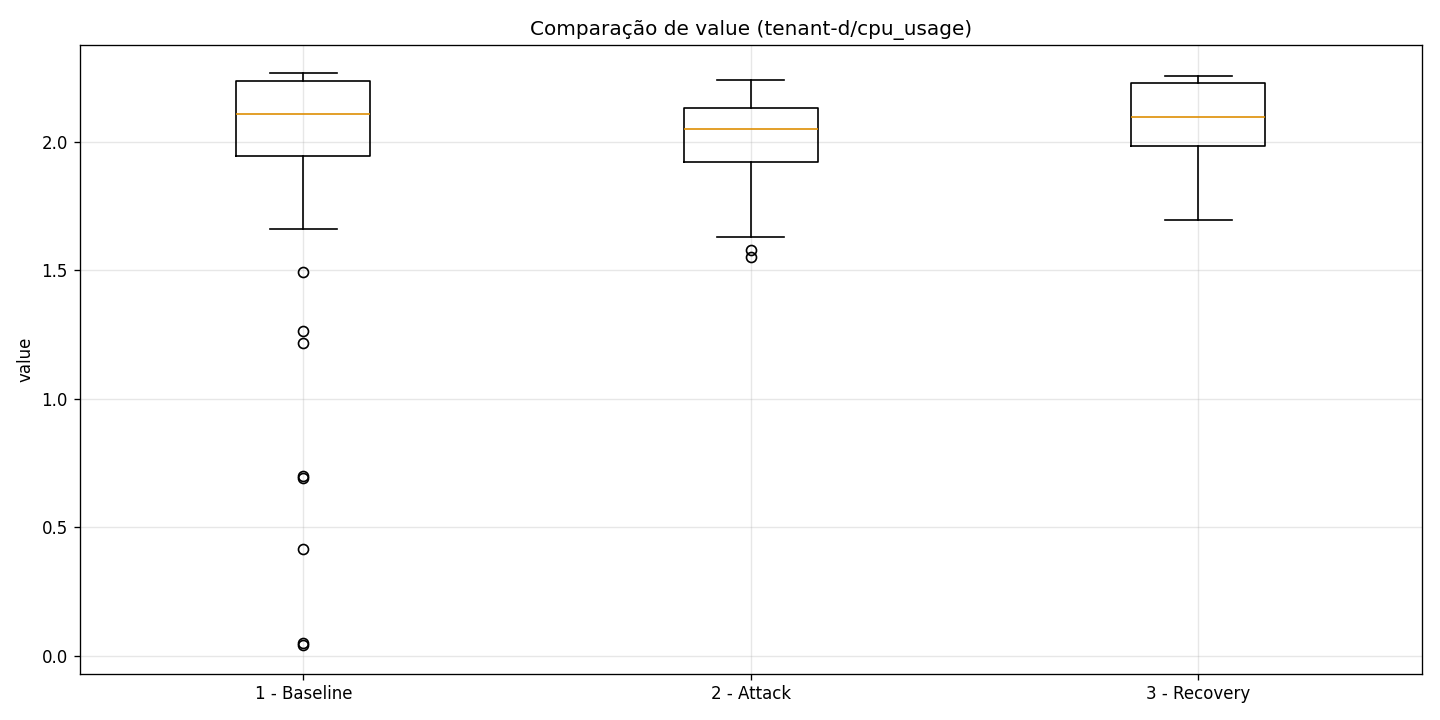 Comparação de value (tenant-d/cpu_usage)
value
2.0
1.5
1.0
0.5
0.0
1 - Baseline
2 - Attack
3 - Recovery